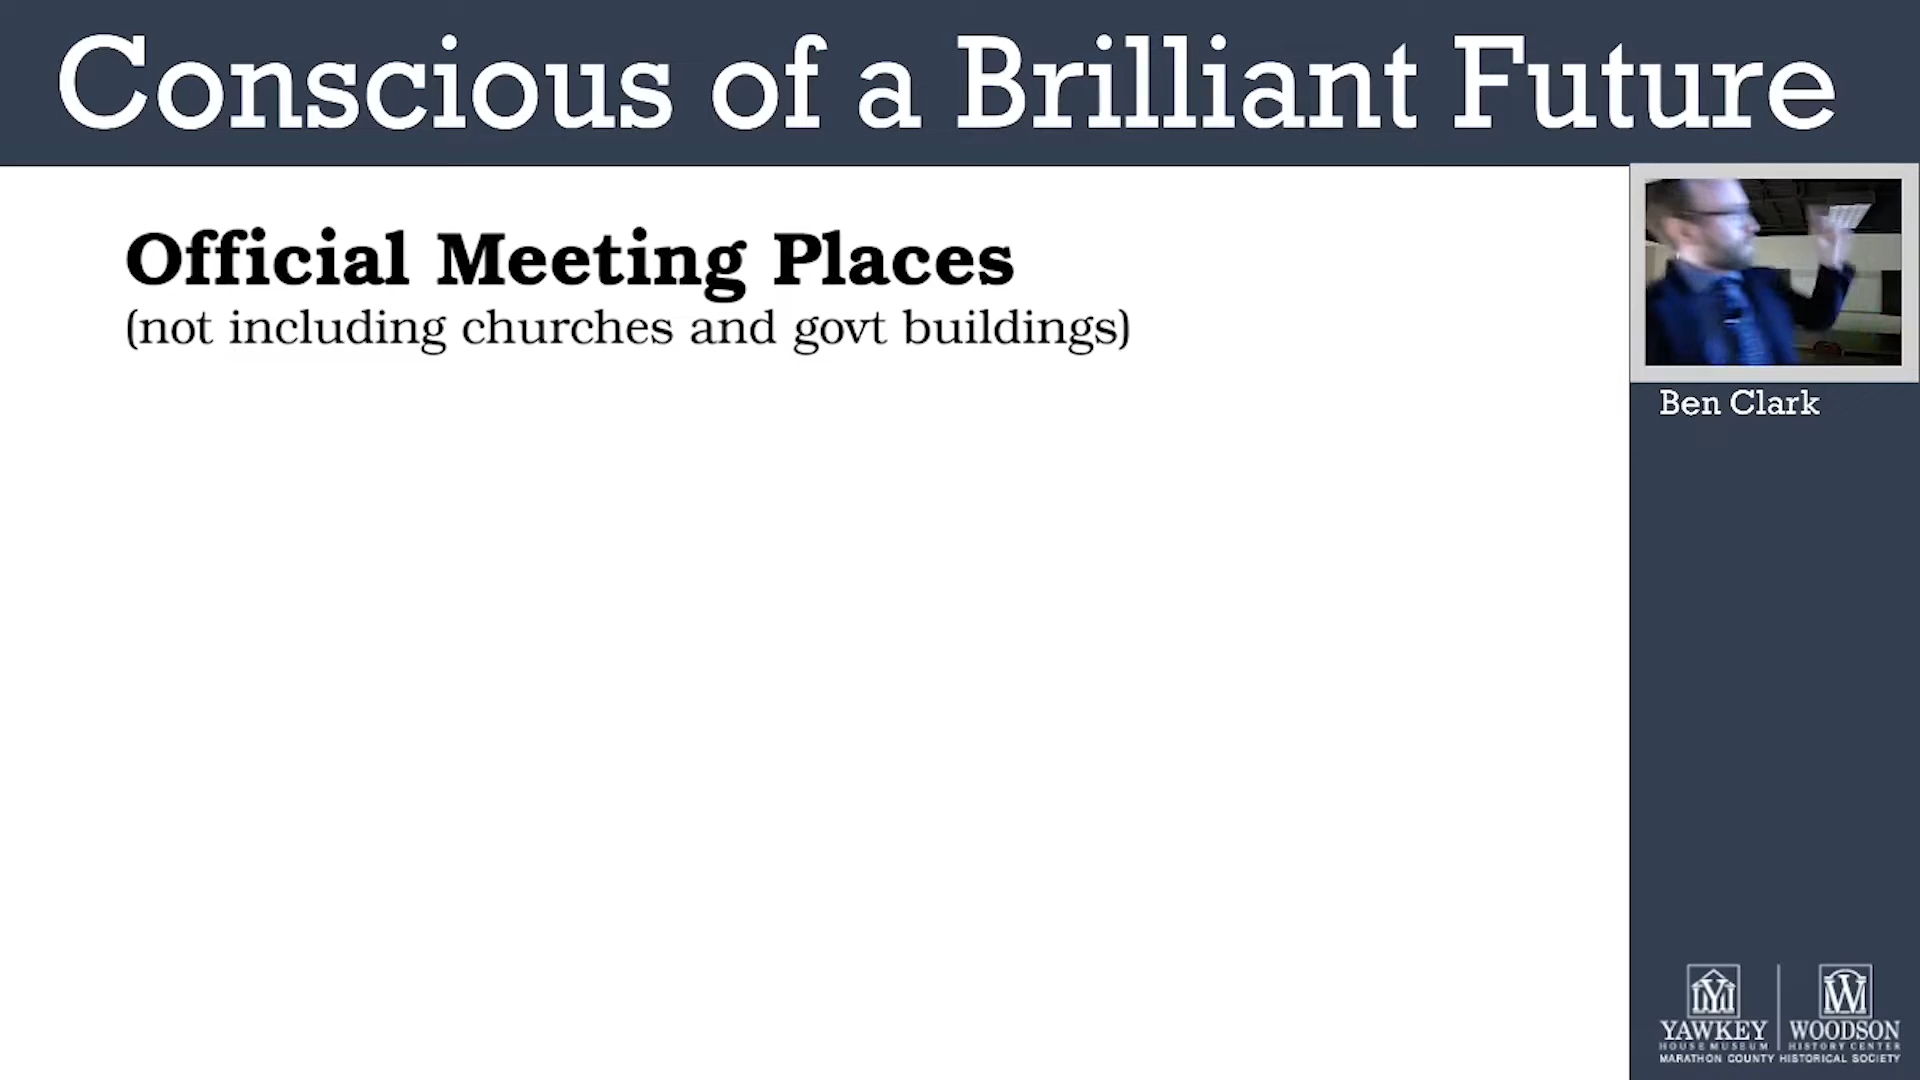 Conscious of a Brilliant Future
Official Meeting Places
(not including churches and govt buildings)
Ben Clark
YAWKEY
HOUSE MUSEUM
WOODSON
HISTORY CENTER
MARATHON COUNTY HISTORICAL SOCIETY